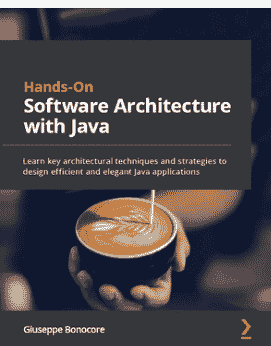 Hands-On
Software Architecture
with Java
Learn key architectural techniques and strategies to
design efficient and elegant Java applications
Giuseppe Bonocore